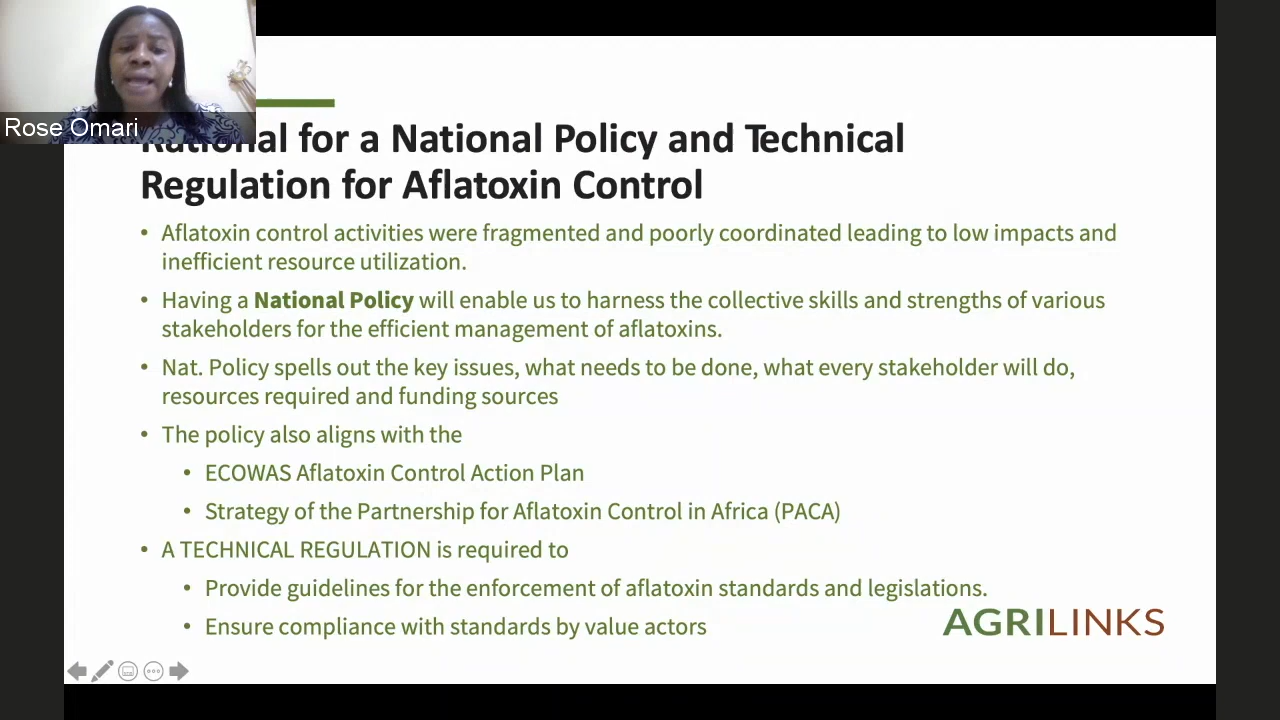 Rose Omari
Rational for a National Policy and Technical
Regulation for Aflatoxin Control
• Aflatoxin control activities were fragmented and poorly coordinated leading to low impacts and
inefficient resource utilization.
• Having a National Policy will enable us to harness the collective skills and strengths of various
stakeholders for the efficient management of aflatoxins.
• Nat. Policy spells out the key issues, what needs to be done, what every stakeholder will do,
resources required and funding sources
• The policy also aligns with the
• ECOWAS Aflatoxin Control Action Plan
• Strategy of the Partnership for Aflatoxin Control in Africa (PACA)
• A TECHNICAL REGULATION is required to
• Provide guidelines for the enforcement of aflatoxin standards and legislations.
• Ensure compliance with standards by value actors
AGRILINKS